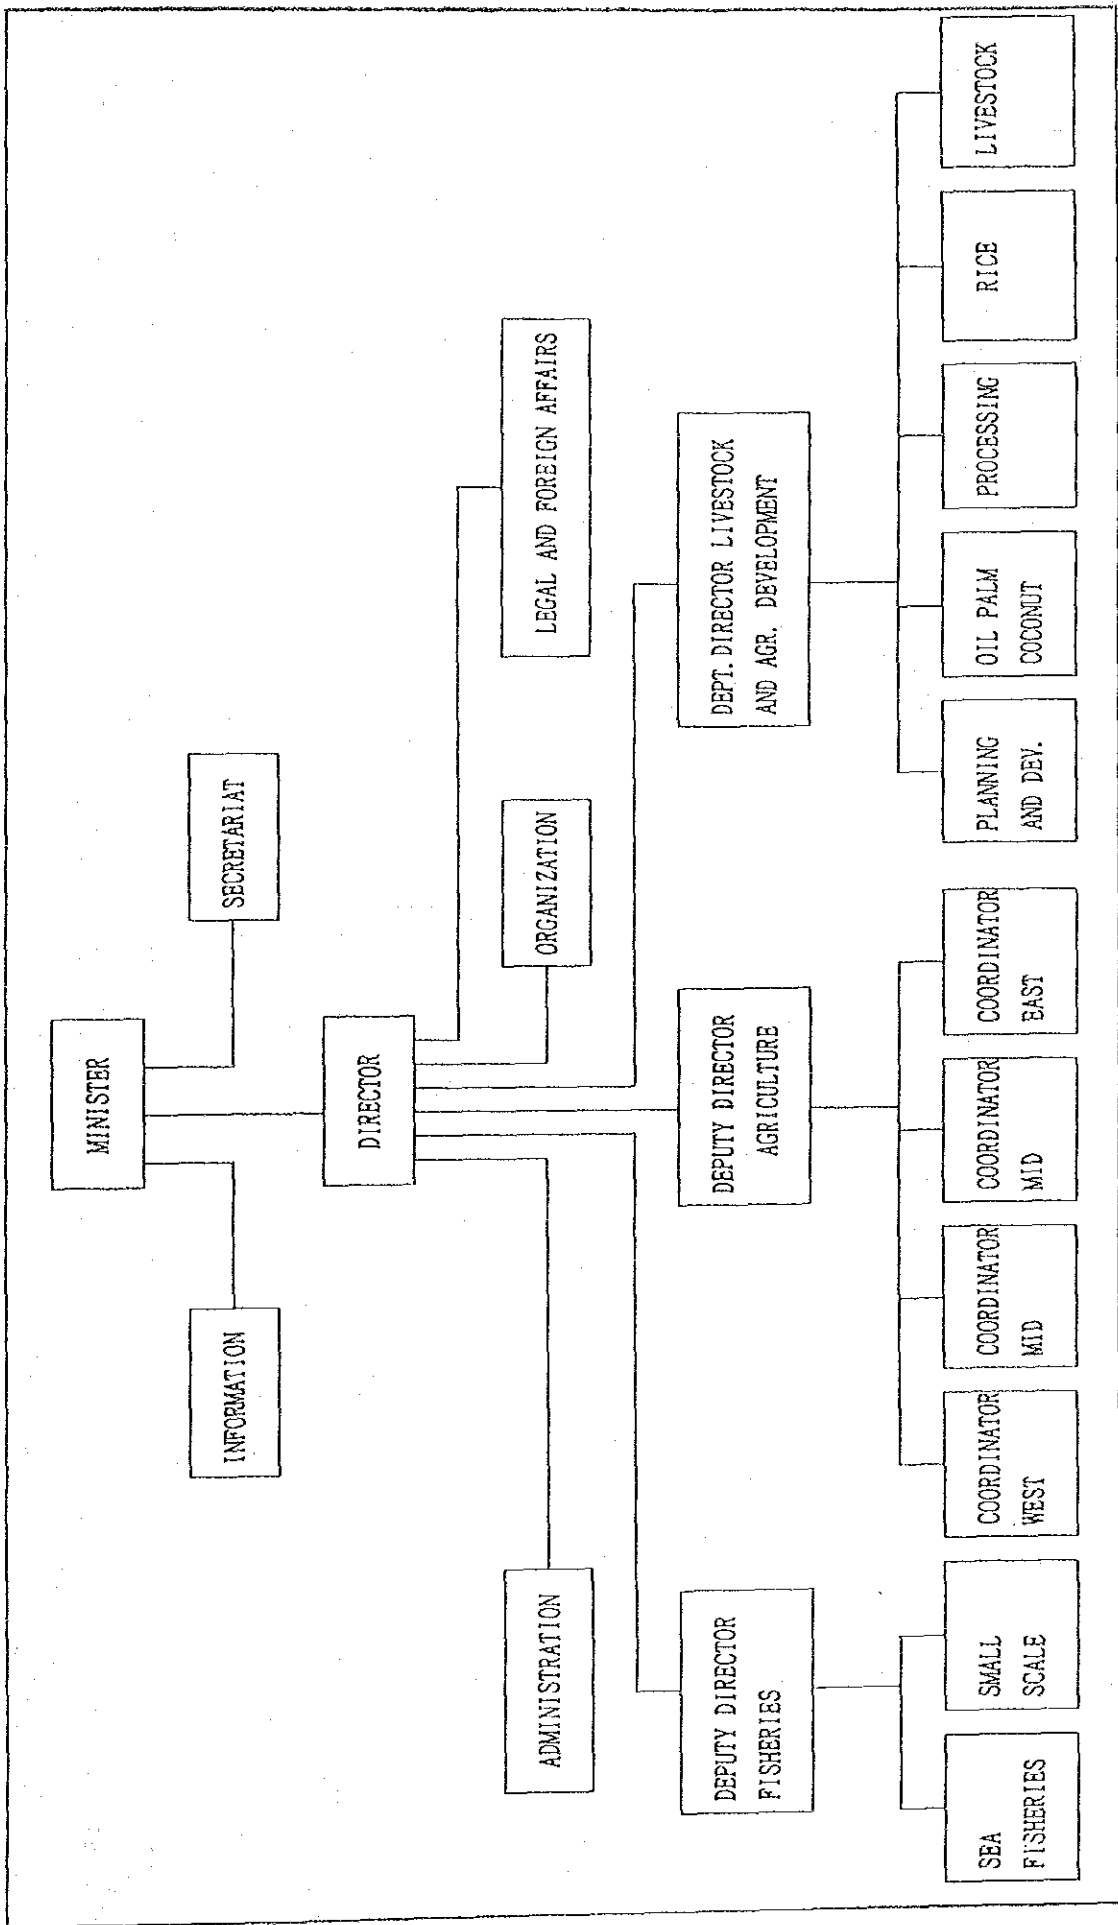 MINISTER
INFORMATION
SECRETARIAT
DIRECTOR
ADMINISTRATION
ORGANIZATION
LEGAL AND FOREIGN AFFAIRS
DEPUTY DIRECTOR
FISHERIES
DEPUTY DIRECTOR
AGRICULTURE
DEPT. DIRECTOR LIVESTOCK
AND AGR. DEVELOPMENT
SEA
FISHERIES
SMALL
SCALE
COORDINATOR
WEST
COORDINATOR
MID
COORDINATOR
MID
COORDINATOR
EAST
PLANNING
AND DEV.
OIL PALM
COCONUT
PROCESSING
RICE
LIVESTOCK